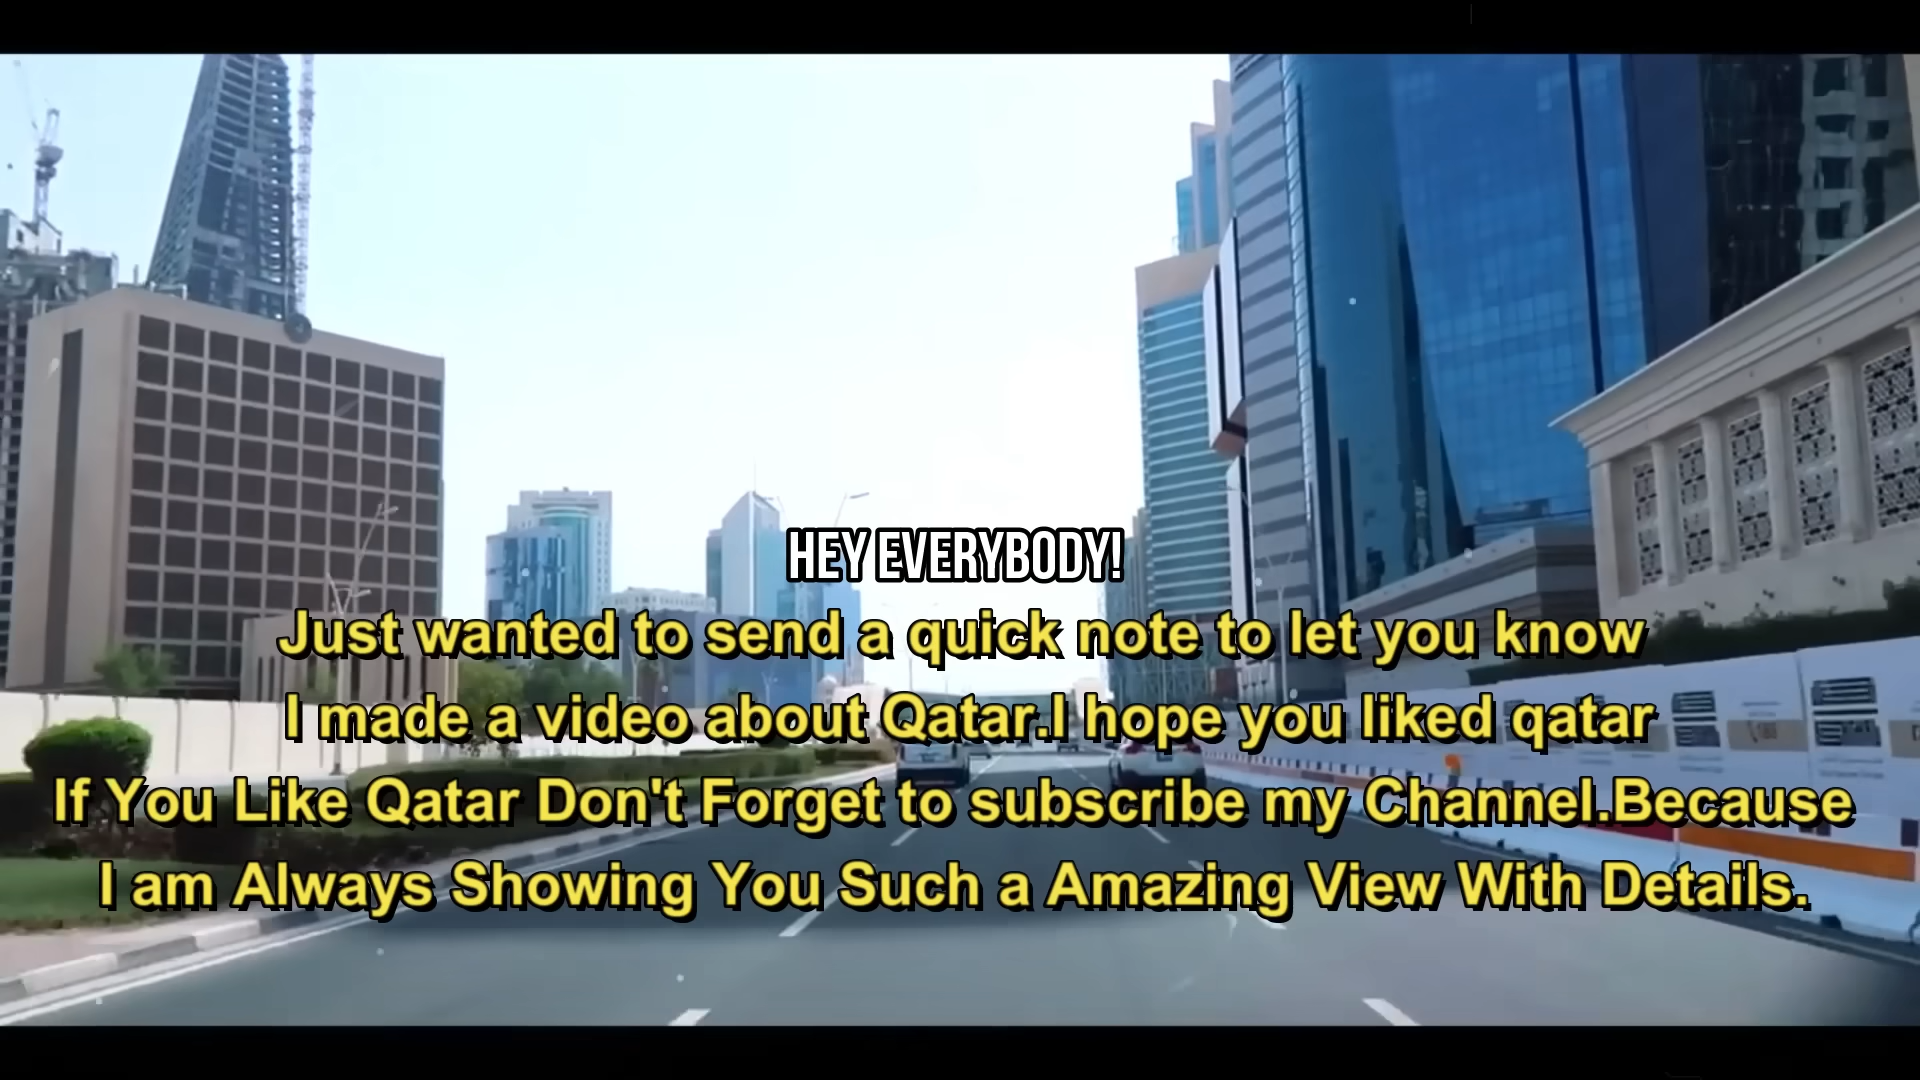 HEY EVERYBODY!
Just wanted to send a quick note to let you know
I made a video about Qatar.I hope you liked qatar
If You Like Qatar Don't Forget to subscribe my Channel.Because
I am Always Showing You Such a Amazing View With Details.